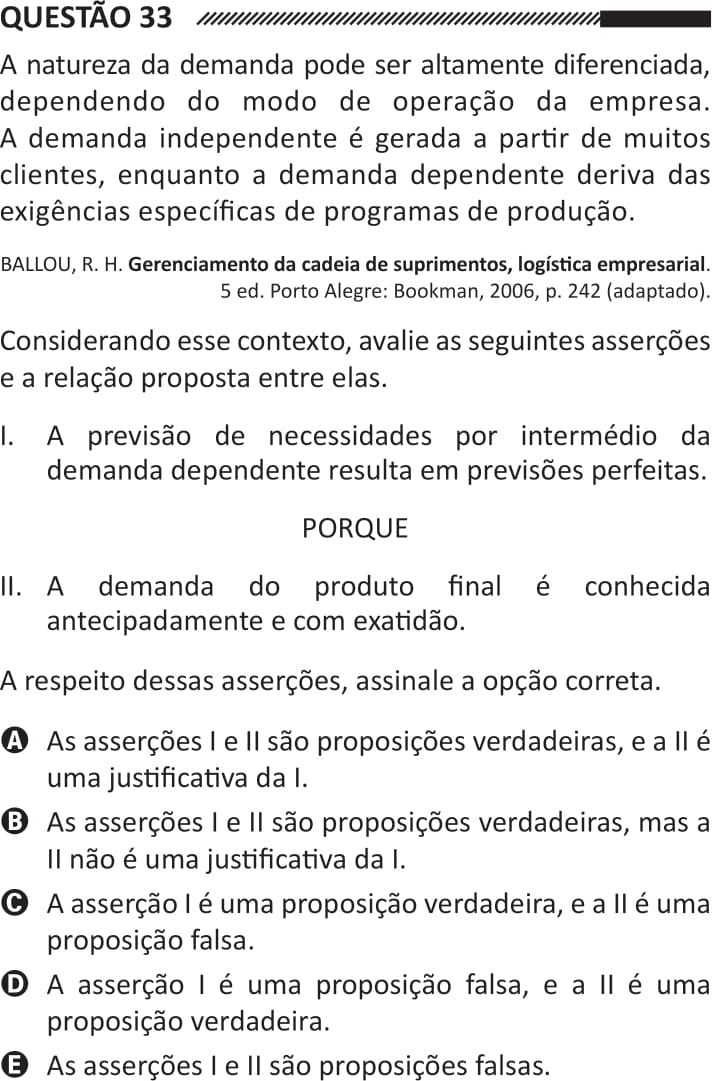 QUESTÃO 33
A natureza da demanda pode ser altamente diferenciada,
dependendo do modo de operação da empresa.
A demanda independente é gerada a partir de muitos
clientes, enquanto a demanda dependente deriva das
exigências específicas de programas de produção.
BALLOU, R. H. Gerenciamento da cadeia de suprimentos, logística empresarial.
5 ed. Porto Alegre: Bookman, 2006, p. 242 (adaptado).
Considerando esse contexto, avalie as seguintes asserções
e a relação proposta entre elas.
I. A previsão de necessidades por intermédio da
demanda dependente resulta em previsões perfeitas.
PORQUE
II. A demanda do produto final é conhecida
antecipadamente e com exatidão.
A respeito dessas asserções, assinale a opção correta.
A As asserções I e II são proposições verdadeiras, e a II é
uma justificativa da I.
B As asserções I e II são proposições verdadeiras, mas a
II não é uma justificativa da I.
C A asserção I é uma proposição verdadeira, e a II é uma
proposição falsa.
D A asserção I é uma proposição falsa, e a II é uma
proposição verdadeira.
E As asserções I e II são proposições falsas.